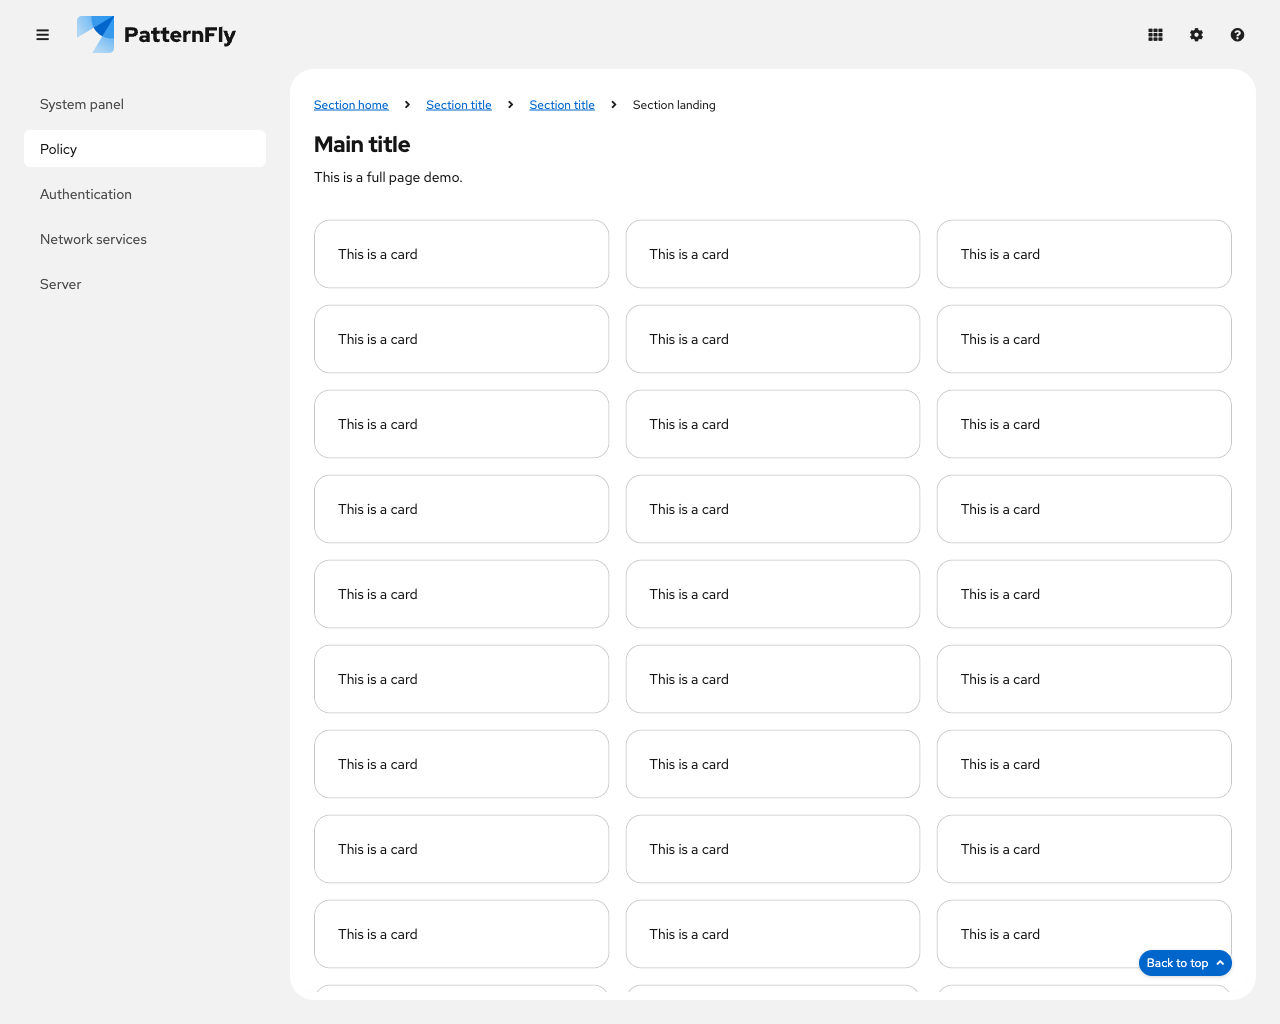 PatternFly
System panel
Policy
Authentication
Network services
Server
Section home Section title Section title Section landing
Main title
This is a full page demo.
This is a card This is a card This is a card
This is a card This is a card This is a card
This is a card This is a card This is a card
This is a card This is a card This is a card
This is a card This is a card This is a card
This is a card This is a card This is a card
This is a card This is a card This is a card
This is a card This is a card This is a card
This is a card This is a card This is a card
Back to top